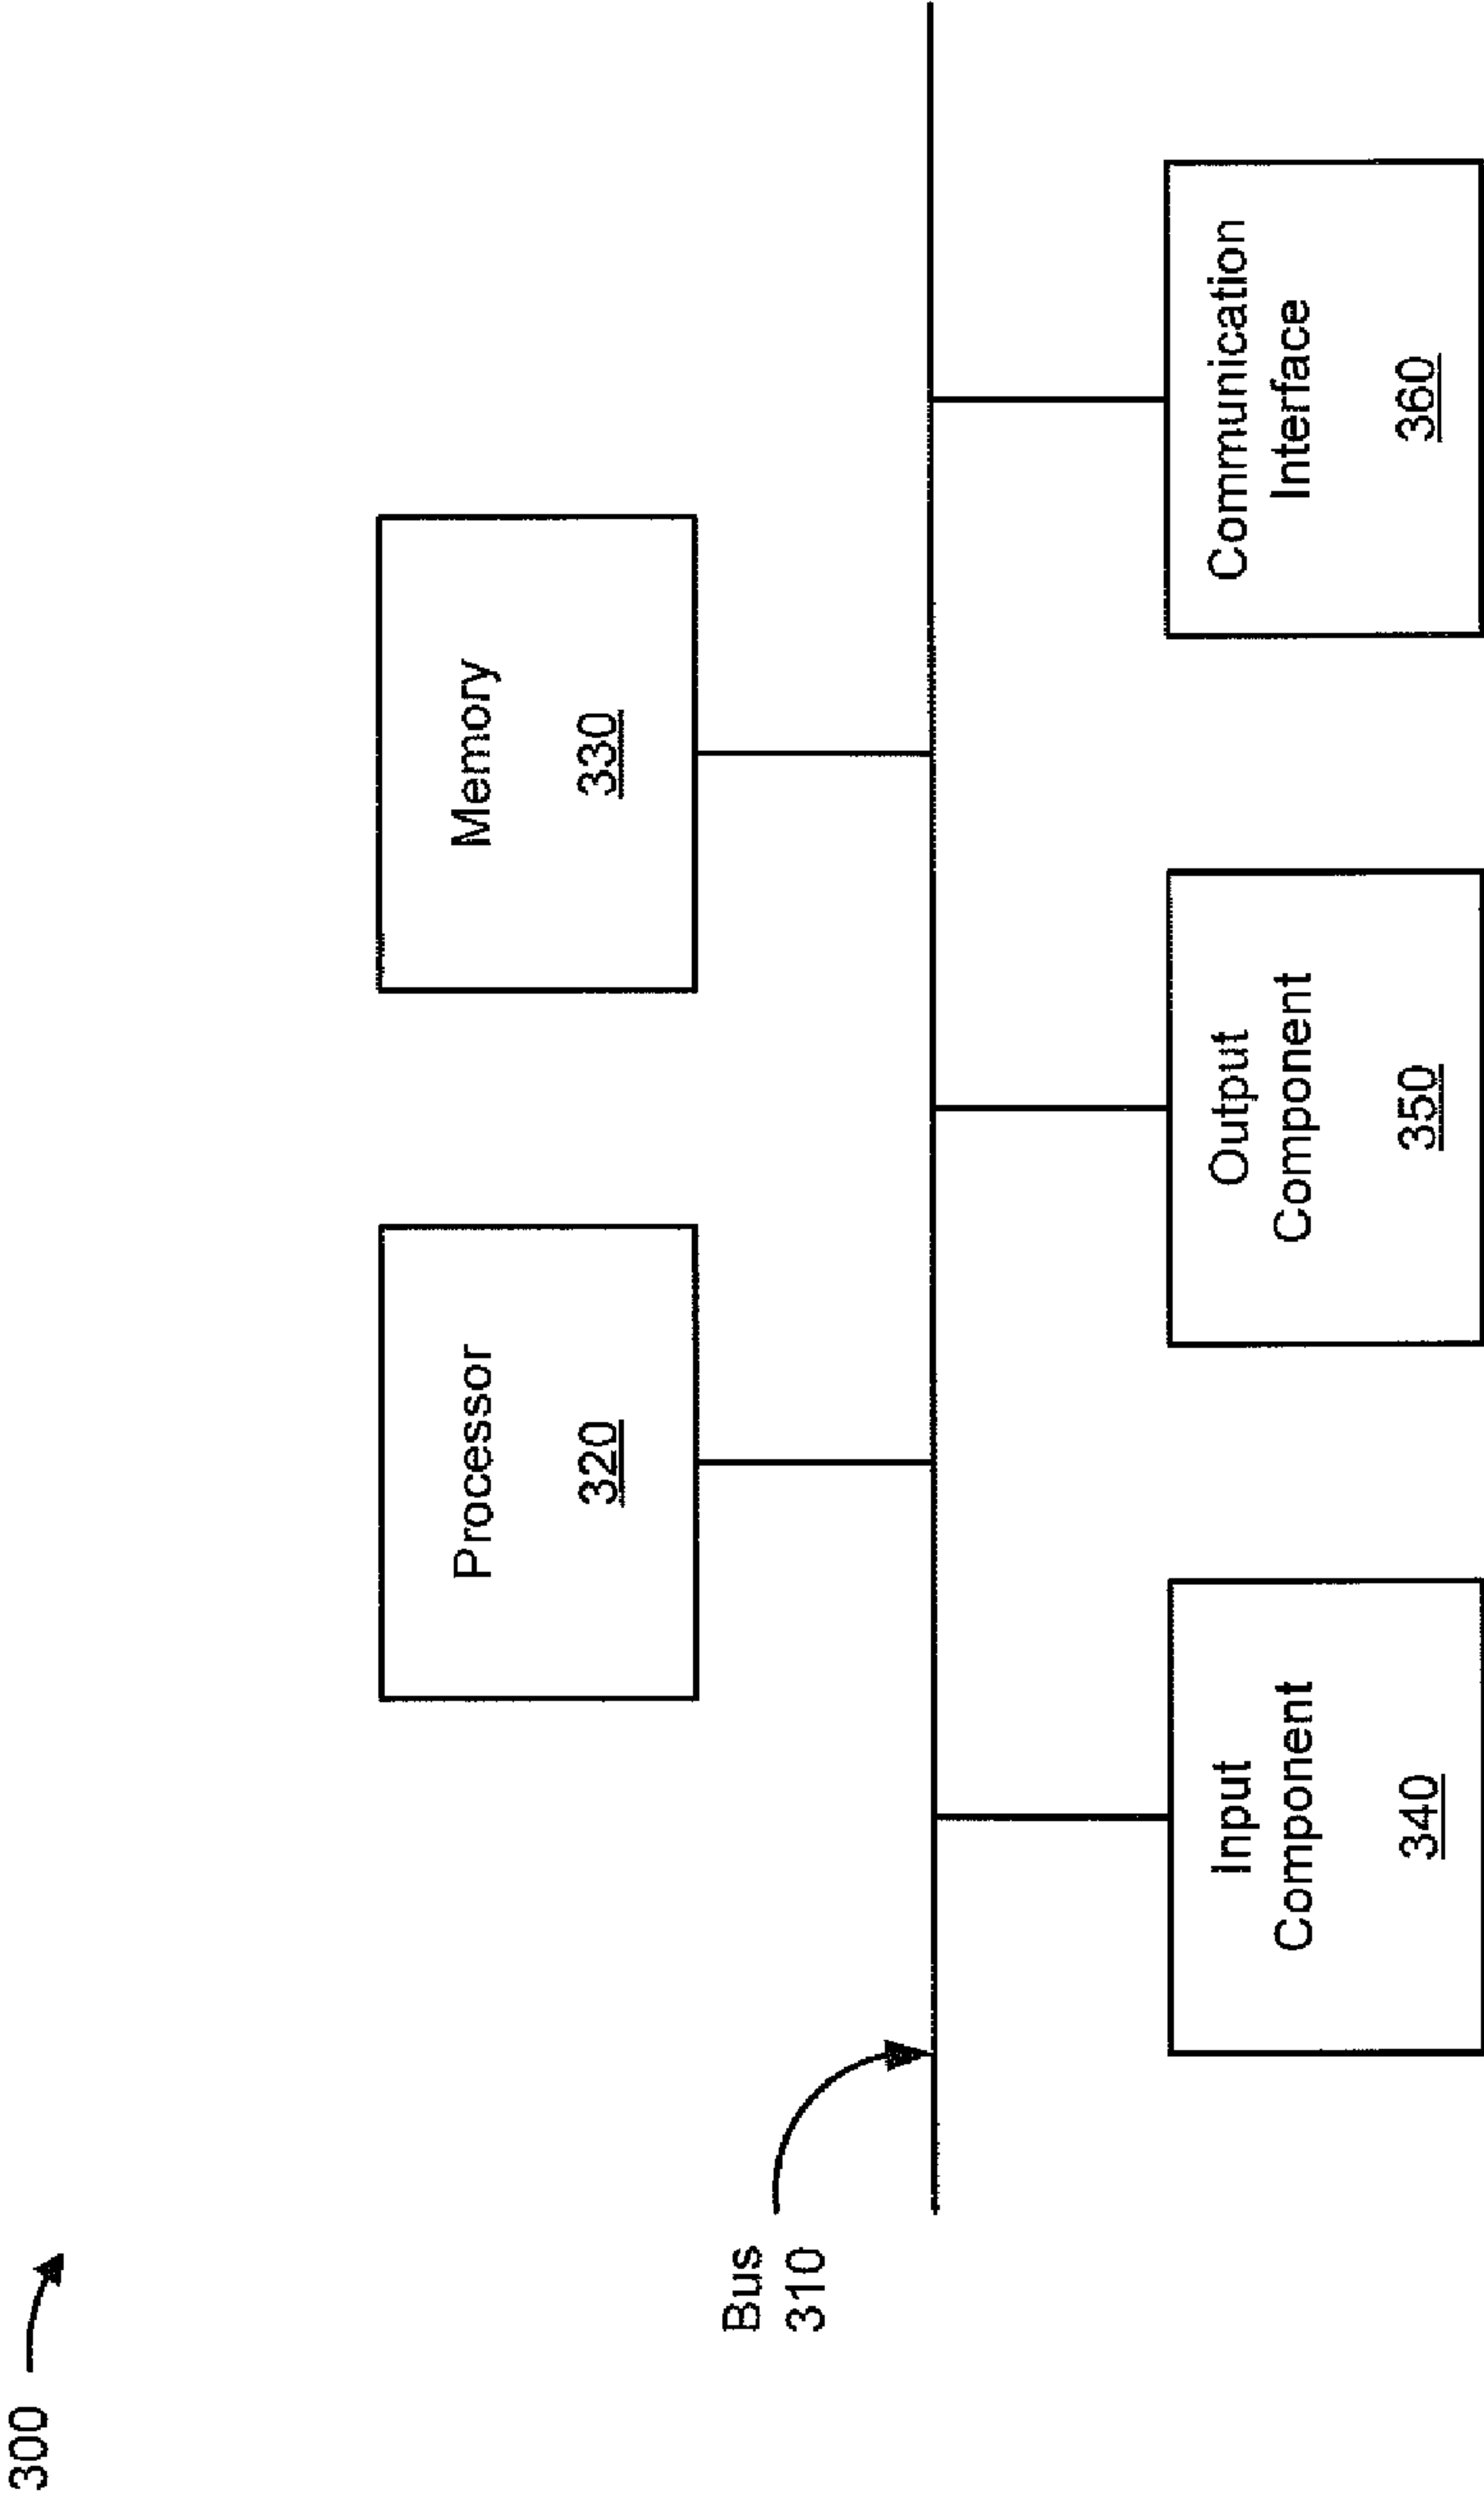 300
Processor
320
Memory
330
Bus
310
Input
Component
340
Output
Component
350
Communication
Interface
360